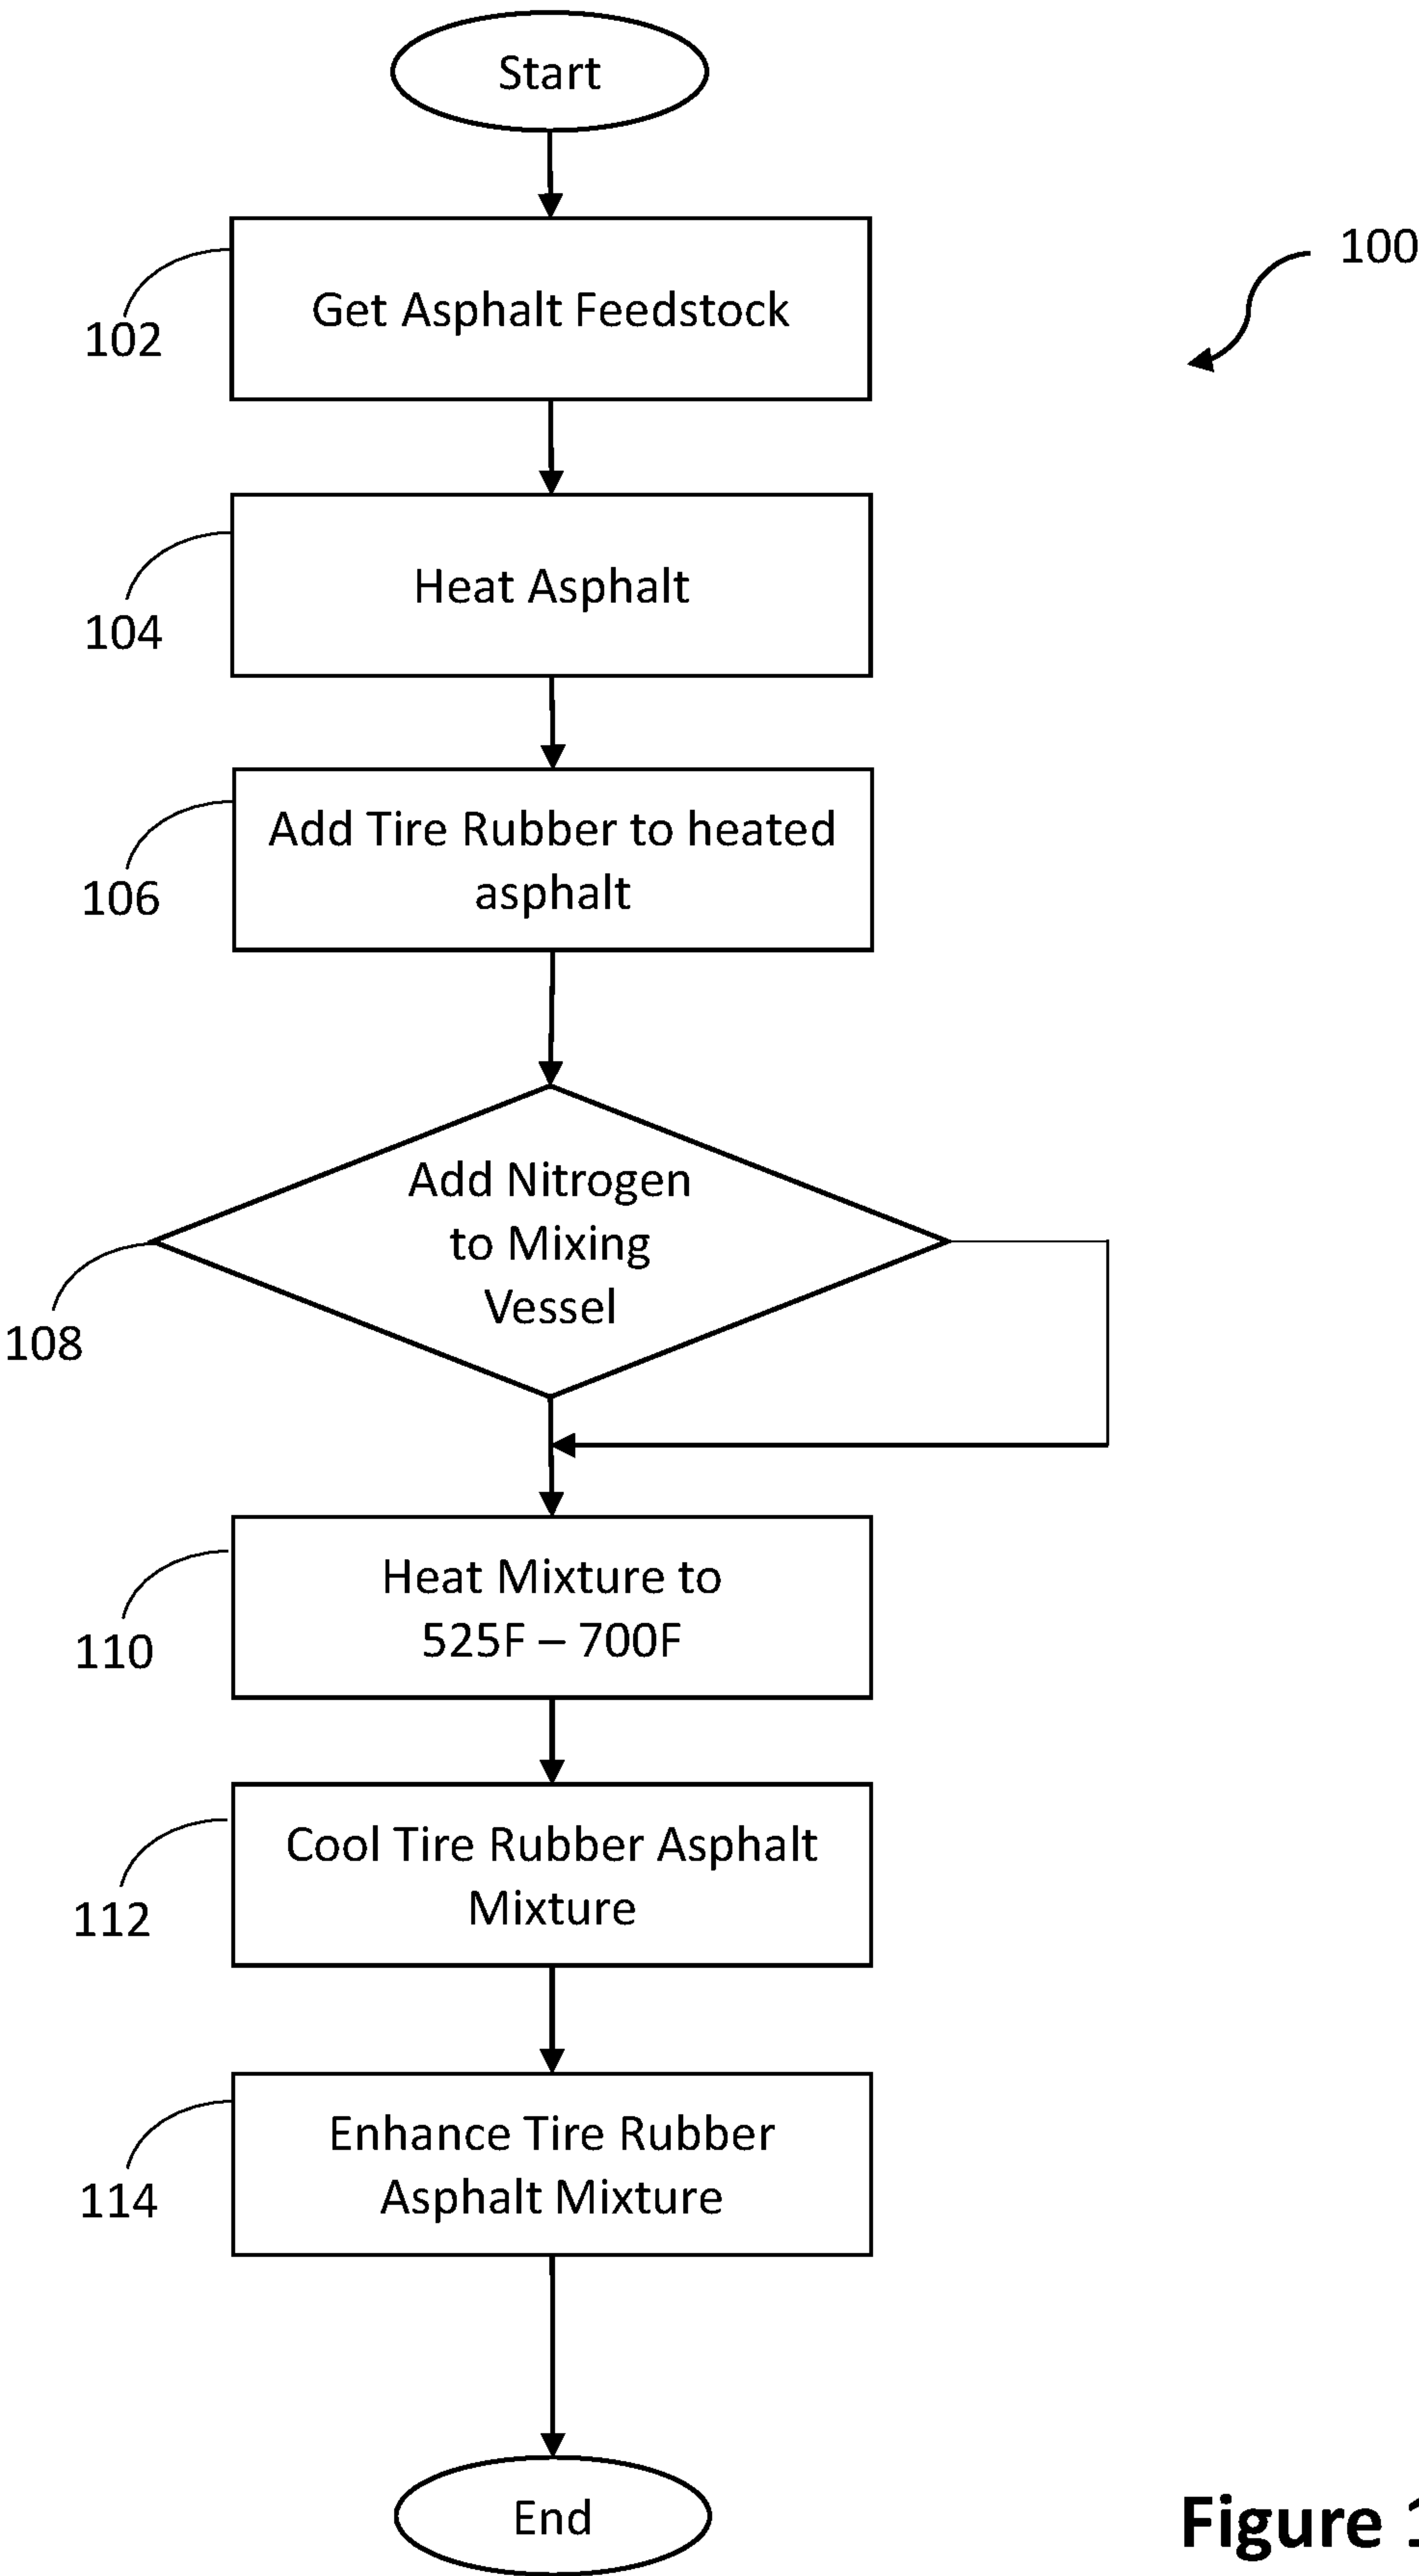 Start
100
Get Asphalt Feedstock
102
Heat Asphalt
104
Add Tire Rubber to heated
asphalt
106
Add Nitrogen
to Mixing
Vessel
108
Heat Mixture to
525F – 700F
110
Cool Tire Rubber Asphalt
Mixture
112
Enhance Tire Rubber
Asphalt Mixture
114
End
Figure 1